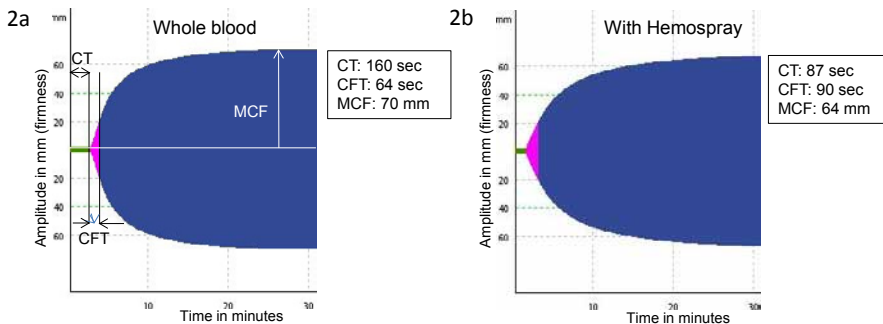 2a
mm
Whole blood
CT
60
40
20
MCF
20
40
60
CFT
Amplitude in mm (firmness)
10
20
30
Time in minutes
CT: 160 sec
CFT: 64 sec
MCF: 70 mm
2b
mm
With Hemospray
60
40
20
20
40
60
Amplitude in mm (firmness)
10
20
30
Time in minutes
CT: 87 sec
CFT: 90 sec
MCF: 64 mm